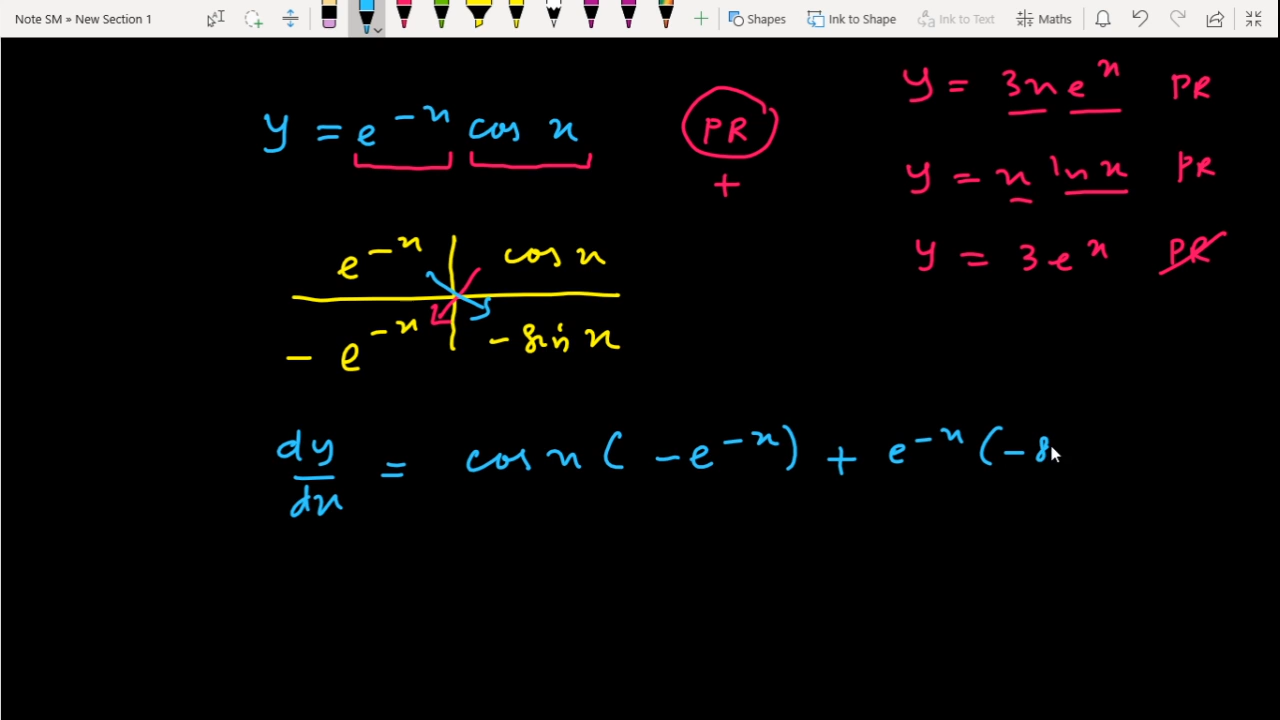 Note SM » New Section 1 Shapes Ink to Shape Ink to Text Maths
y = e^{-x} cos x
PR
+
y = 3x e^x PR
y = x ln x PR
y = 3e^x PR
e^{-x} cos x
- e^{-x} - sin x
dy/dx = cos x ( -e^{-x} ) + e^{-x} ( - s